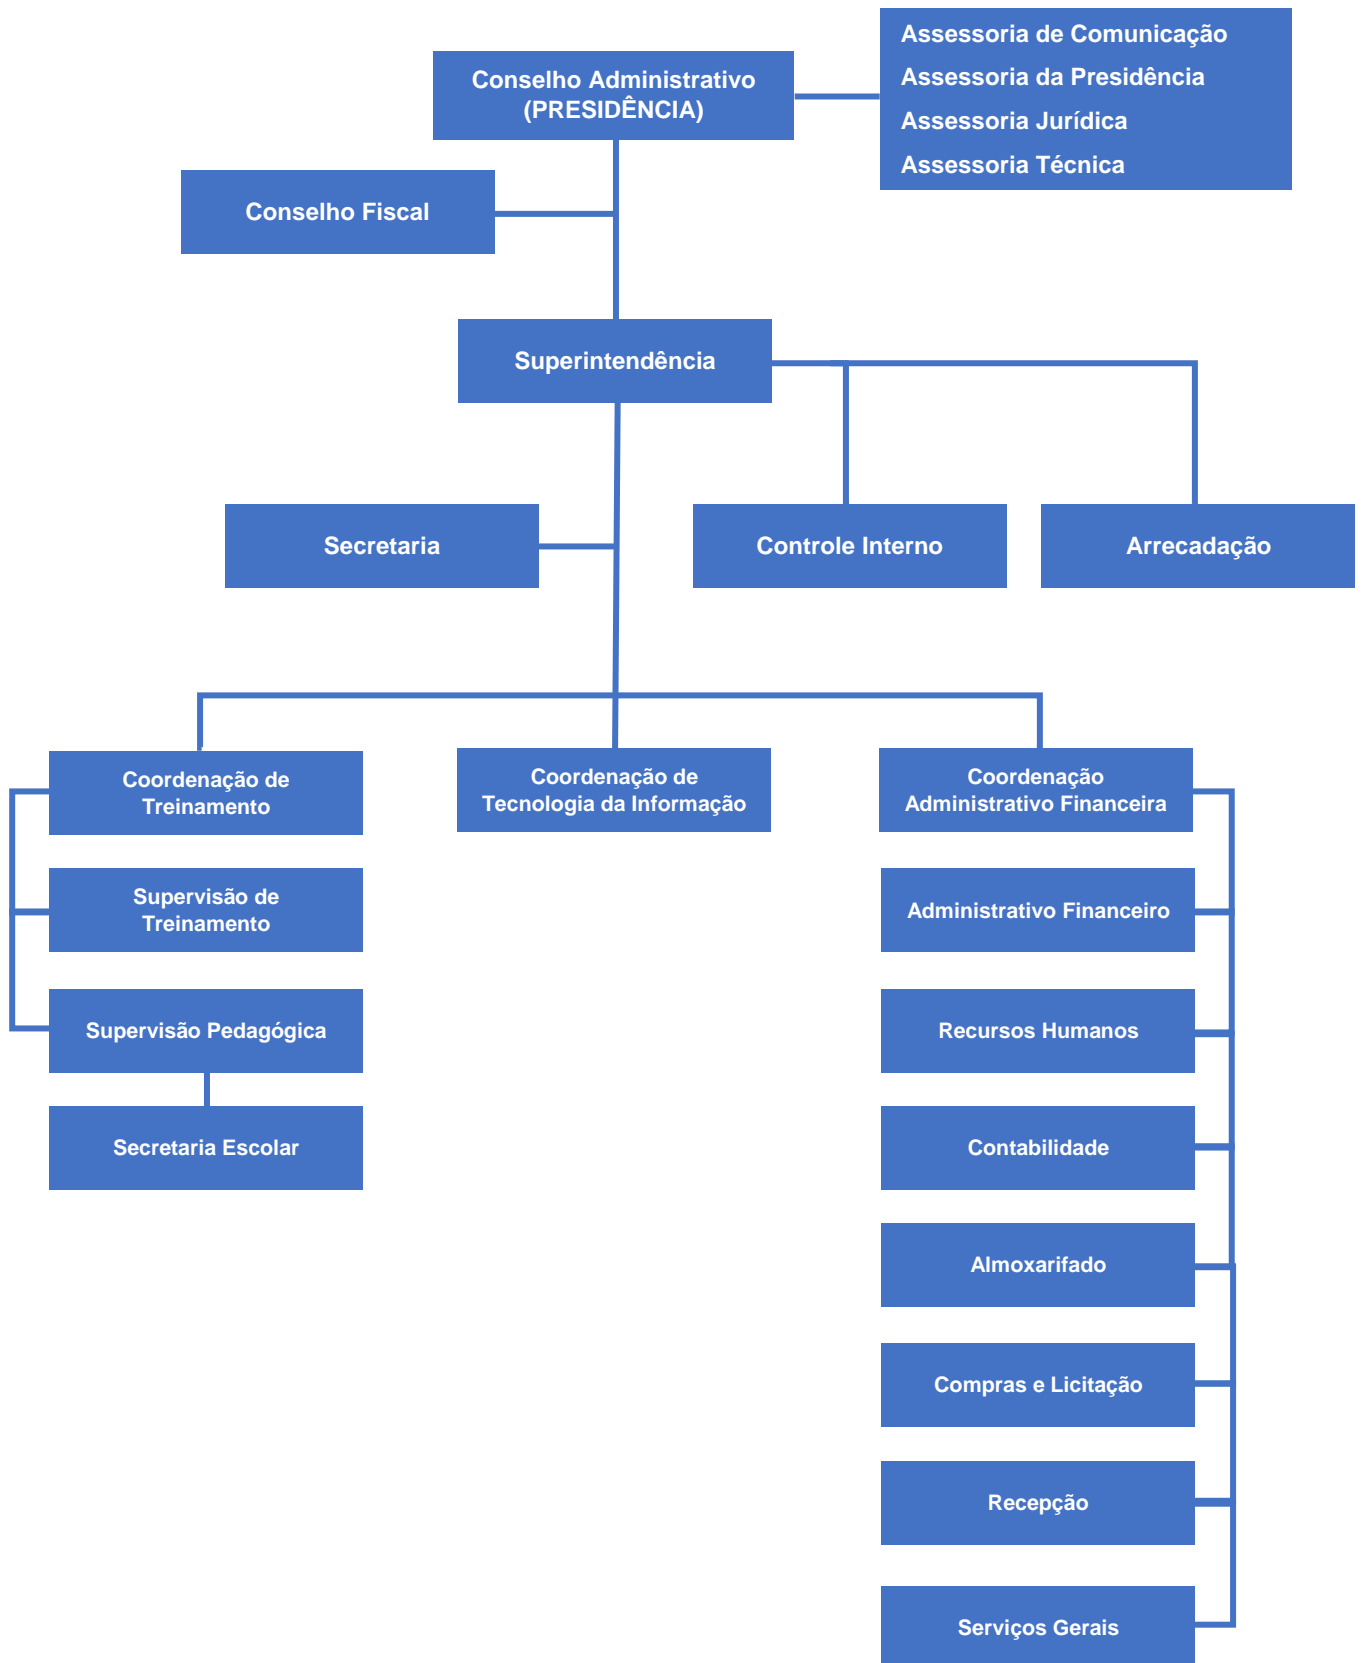 Conselho Administrativo
(PRESIDÊNCIA)
Assessoria de Comunicação
Assessoria da Presidência
Assessoria Jurídica
Assessoria Técnica
Conselho Fiscal
Superintendência
Secretaria
Controle Interno
Arrecadação
Coordenação de
Treinamento
Coordenação de
Tecnologia da Informação
Coordenação
Administrativo Financeira
Supervisão de
Treinamento
Administrativo Financeiro
Supervisão Pedagógica
Recursos Humanos
Secretaria Escolar
Contabilidade
Almoxarifado
Compras e Licitação
Recepção
Serviços Gerais